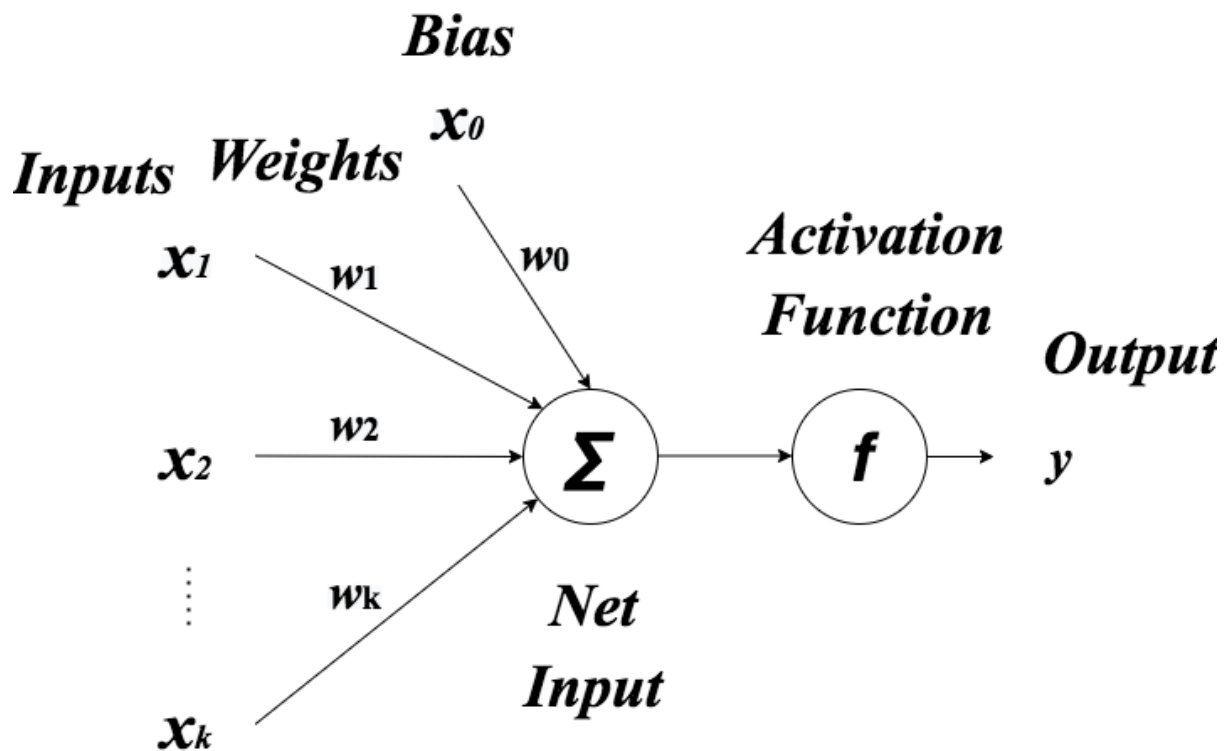 Bias
x0
Inputs Weights
x1
w1
w0
Activation
Function
Output
x2
w2
Σ
f
y
.....
wk
Net
Input
xk